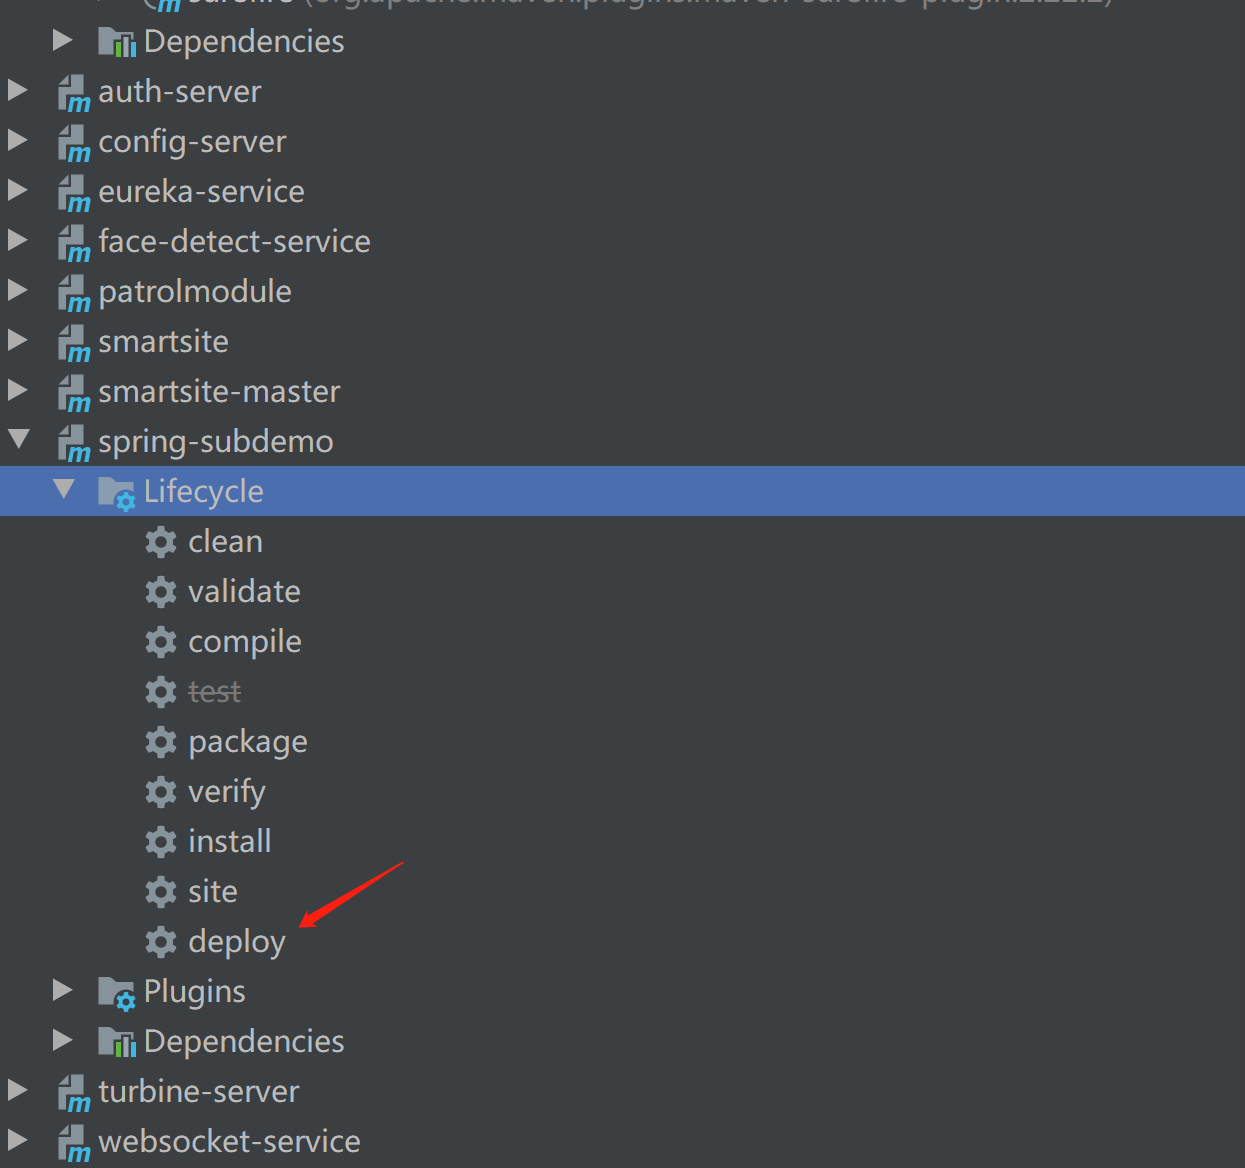 Dependencies
auth-server
config-server
eureka-service
face-detect-service
patrolmodule
smartsite
smartsite-master
spring-subdemo
Lifecycle
clean
validate
compile
test
package
verify
install
site
deploy
Plugins
Dependencies
turbine-server
websocket-service